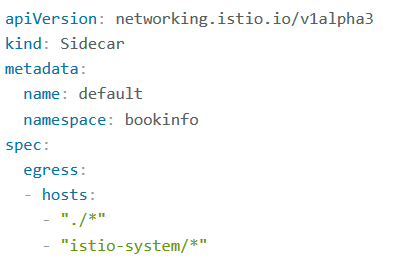 apiVersion: networking.istio.io/v1alpha3
kind: Sidecar
metadata:
  name: default
  namespace: bookinfo
spec:
  egress:
  - hosts:
    - "./*"
    - "istio-system/*"